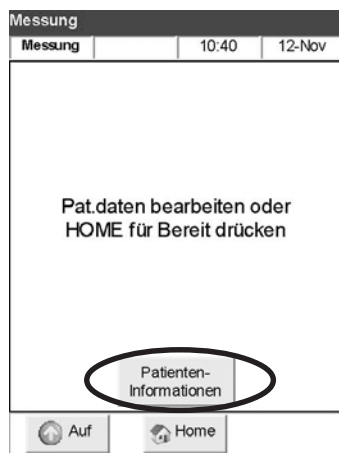 Messung
Messung 10:40 12-Nov
Pat.daten bearbeiten oder
HOME für Bereit drücken
Patienten-
Informationen
Auf Home